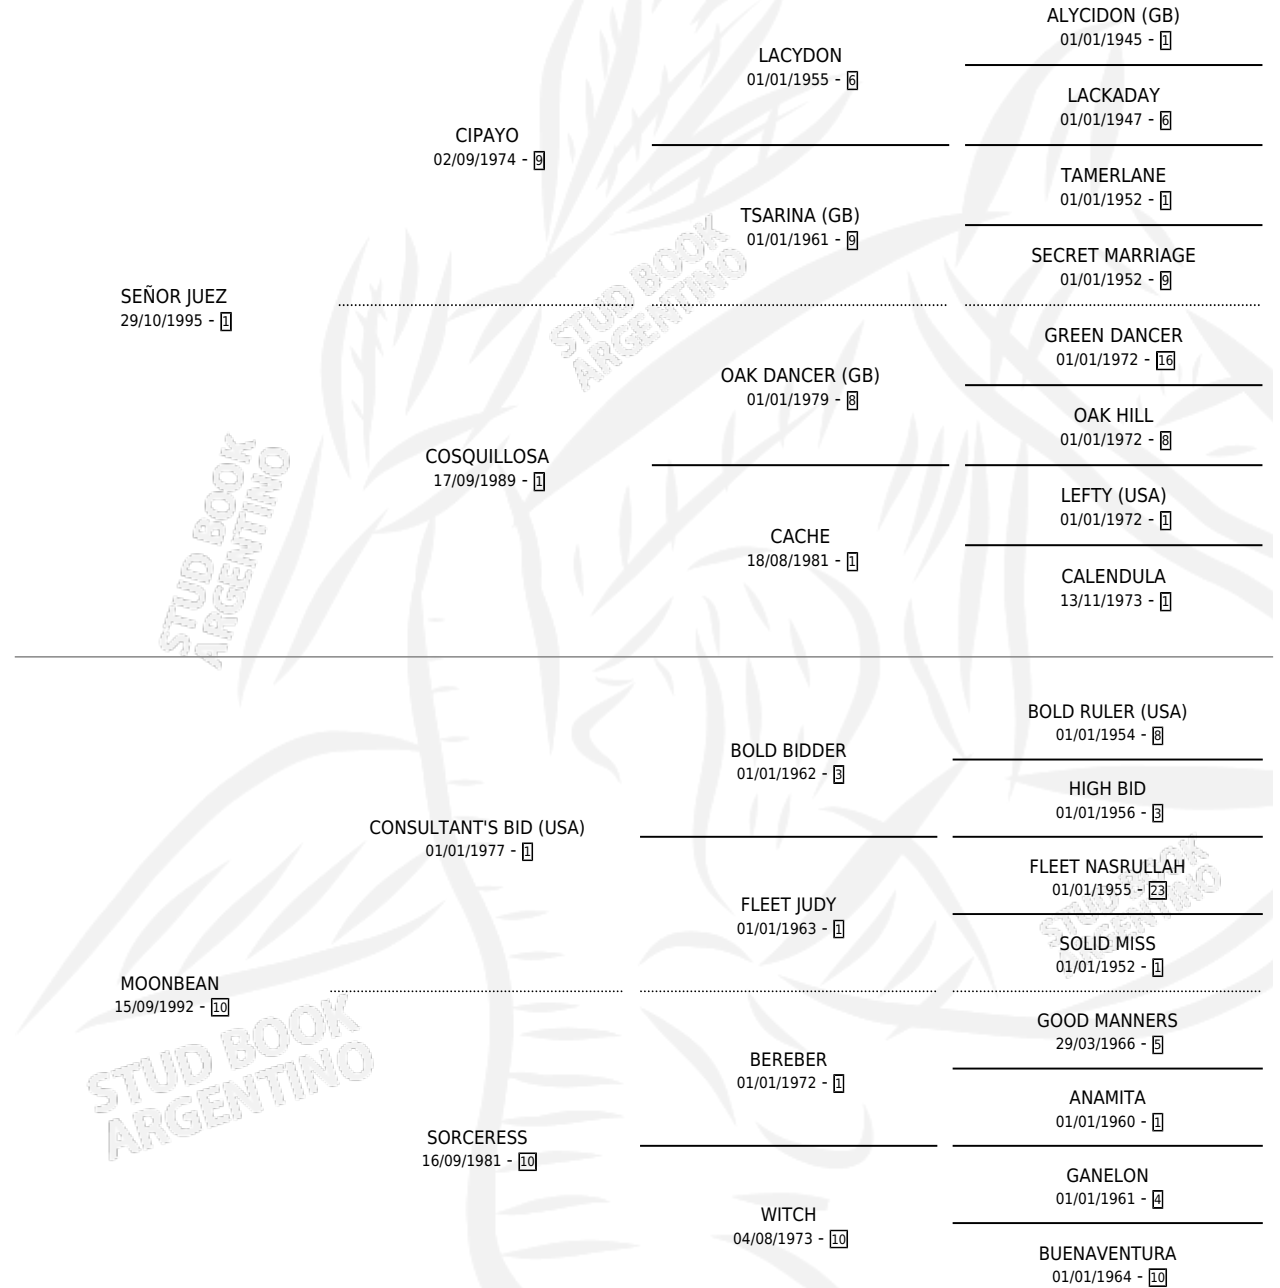 ALYCIDON (GB)
01/01/1945 - 1
LACYDON
01/01/1955 - 6
LACKADAY
01/01/1947 - 6
CIPAYO
02/09/1974 - 9
TAMERLANE
01/01/1952 - 1
TSARINA (GB)
01/01/1961 - 9
SECRET MARRIAGE
01/01/1952 - 9
SEÑOR JUEZ
29/10/1995 - 1
GREEN DANCER
01/01/1972 - 16
OAK DANCER (GB)
01/01/1979 - 8
OAK HILL
01/01/1972 - 8
COSQUILLOSA
17/09/1989 - 1
LEFTY (USA)
01/01/1972 - 1
CACHE
18/08/1981 - 1
CALENDULA
13/11/1973 - 1
STUD BOOK
ARGENTINO
STUD BOOK
ARGENTINO
BOLD RULER (USA)
01/01/1954 - 8
BOLD BIDDER
01/01/1962 - 3
HIGH BID
01/01/1956 - 3
CONSULTANT'S BID (USA)
01/01/1977 - 1
FLEET NASRULLAH
01/01/1955 - 23
FLEET JUDY
01/01/1963 - 1
SOLID MISS
01/01/1952 - 1
STUD BOOK
ARGENTINO
MOONBEAN
15/09/1992 - 10
GOOD MANNERS
29/03/1966 - 5
BEREBER
01/01/1972 - 1
ANAMITA
01/01/1960 - 1
STUD BOOK
ARGENTINO
SORCERESS
16/09/1981 - 10
GANELON
01/01/1961 - 4
WITCH
04/08/1973 - 10
BUENAVENTURA
01/01/1964 - 10